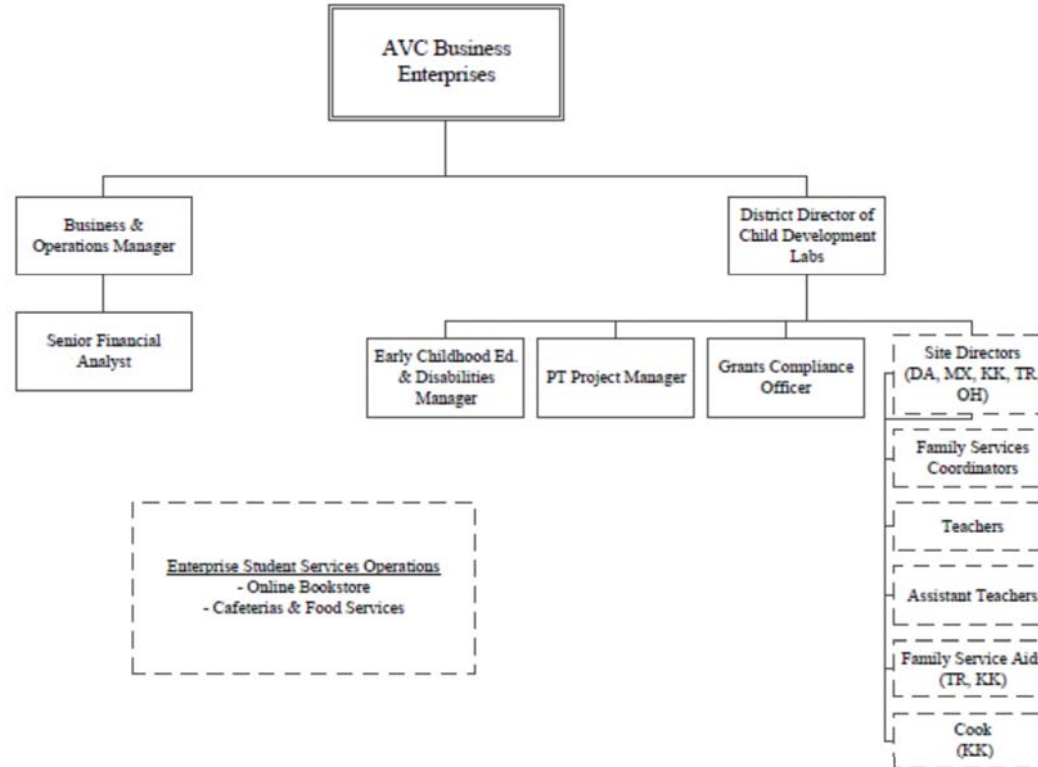 AVC Business
Enterprises
Business &
Operations Manager
District Director of
Child Development
Labs
Senior Financial
Analyst
Early Childhood Ed.
& Disabilities
Manager
PT Project Manager
Grants Compliance
Officer
Site Directors
(DA, MX, KK, TR,
OH)
Family Services
Coordinators
Teachers
Assistant Teachers
Family Service Aid
(TR, KK)
Cook
(KK)
Enterprise Student Services Operations
- Online Bookstore
- Cafeterias & Food Services